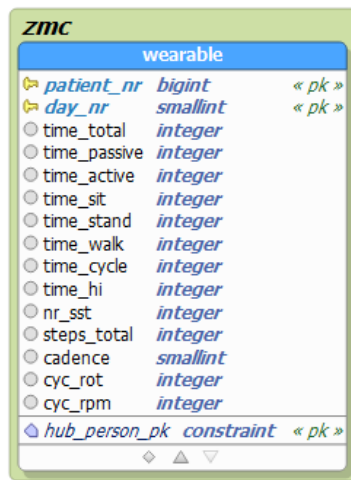 zmc
wearable
patient_nr bigint « pk »
day_nr smallint « pk »
time_total integer
time_passive integer
time_active integer
time_sit integer
time_stand integer
time_walk integer
time_cycle integer
time_hi integer
nr_sst integer
steps_total integer
cadence smallint
cyc_rot integer
cyc_rpm integer
hub_person_pk constraint « pk »